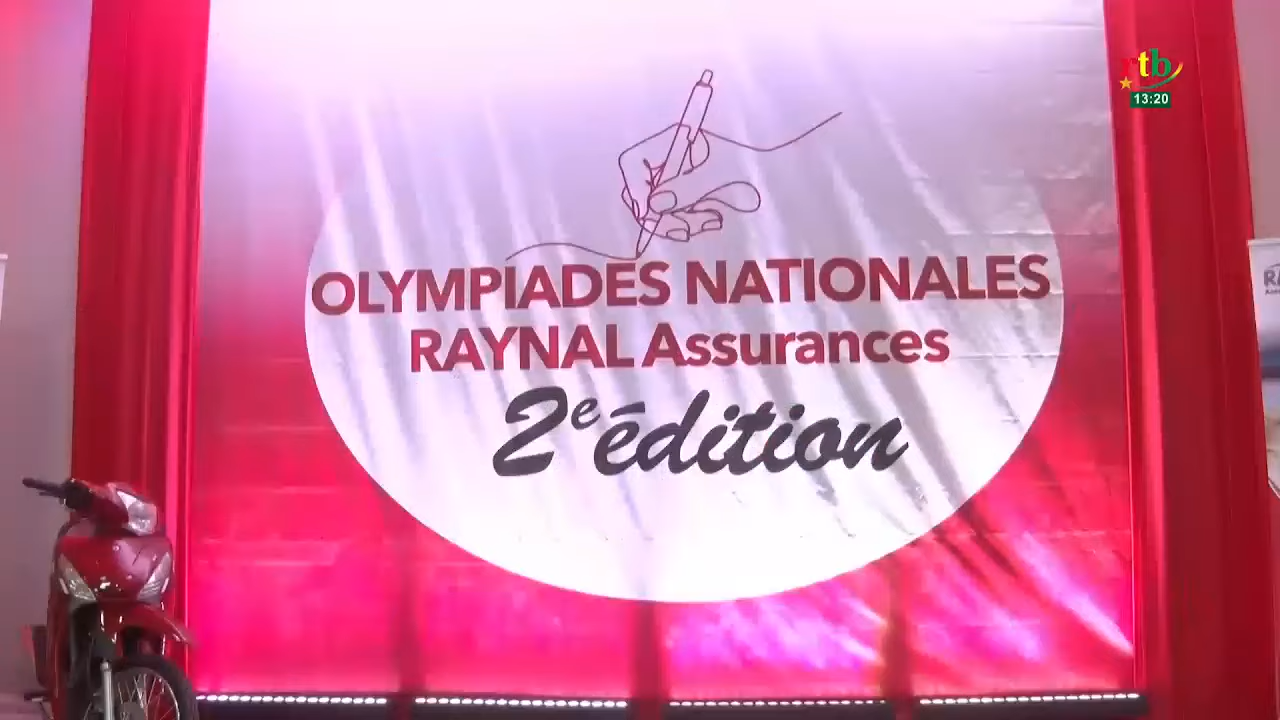 rtb
13:20
OLYMPIADES NATIONALES
RAYNAL Assurances
2e édition